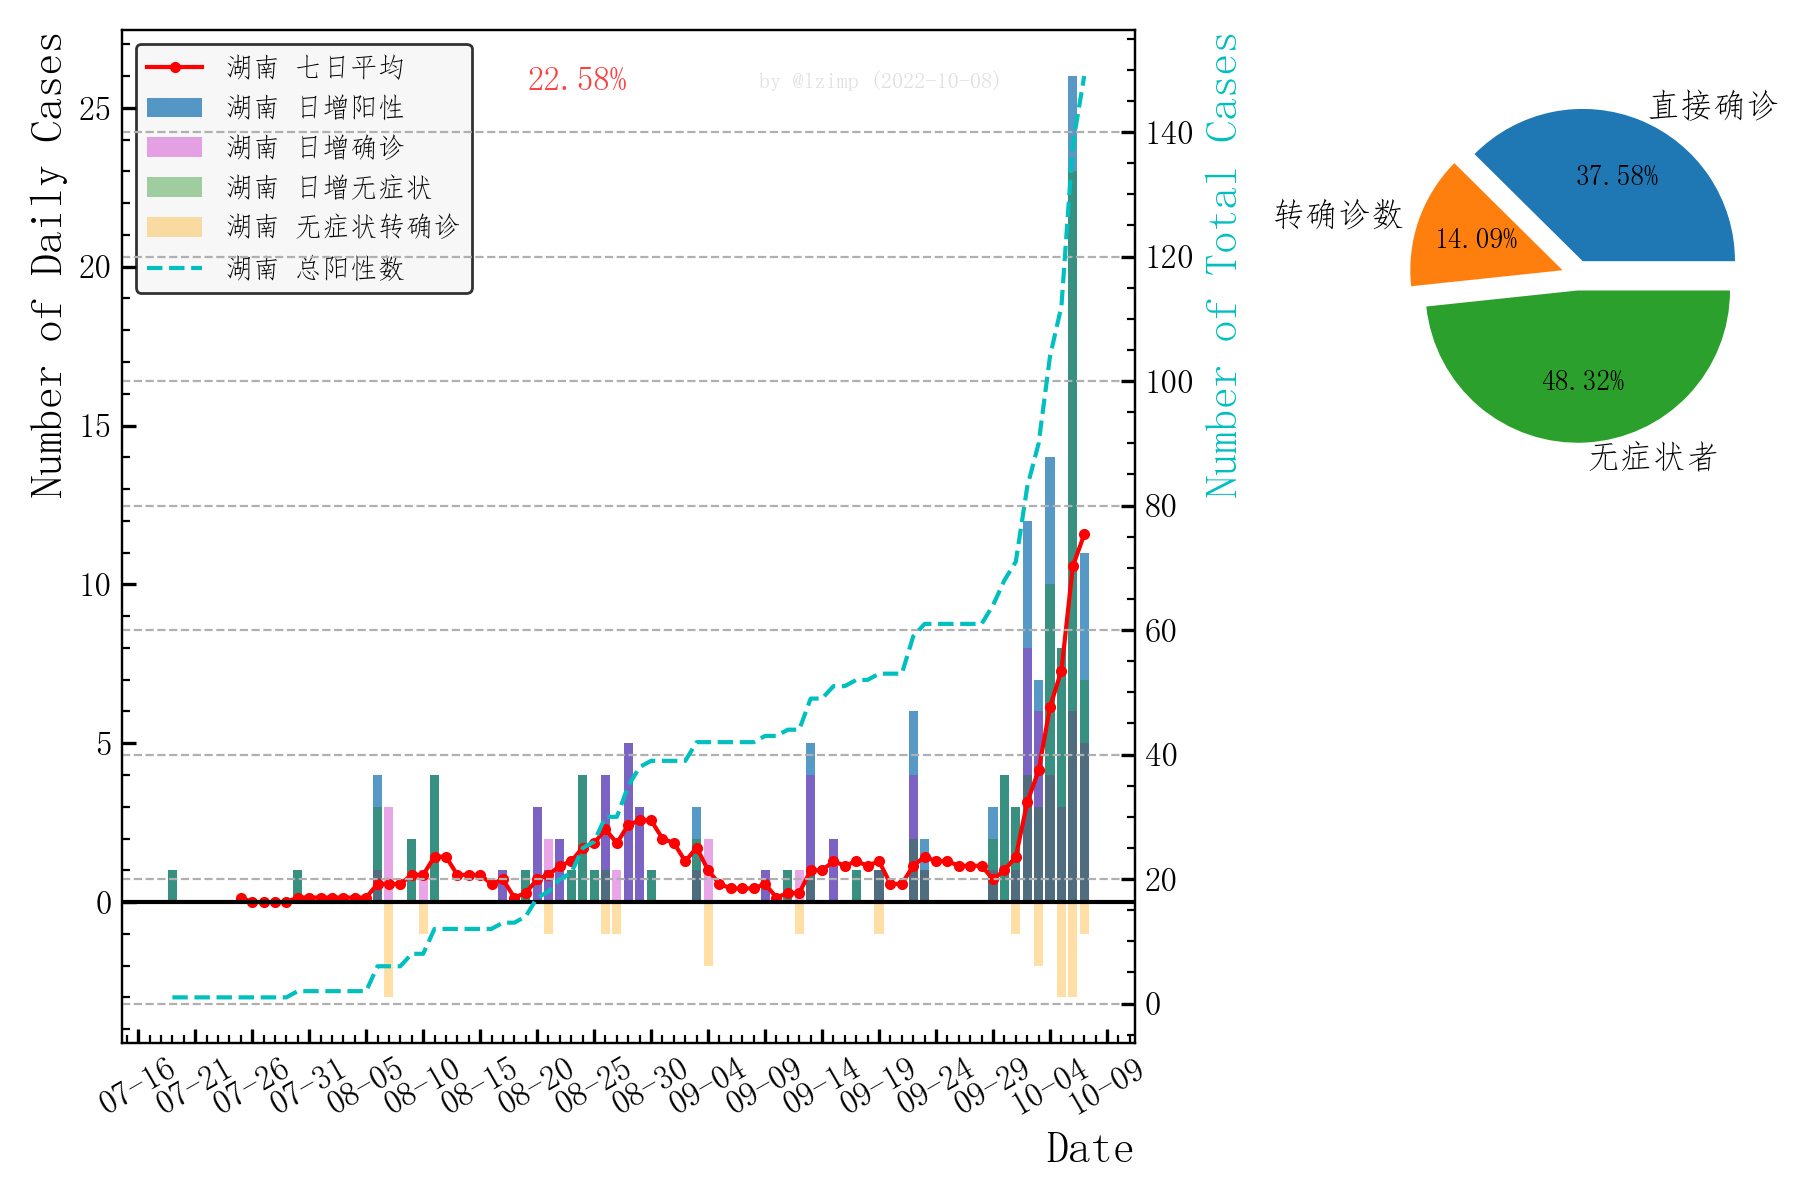 Number of Daily Cases
25
20
15
10
5
0
湖南 七日平均
湖南 日增阳性
湖南 日增确诊
湖南 日增无症状
湖南 无症状转确诊
湖南 总阳性数
22.58%
by @lzimp (2022-10-08)
140
120
100
80
60
40
20
0
Number of Total Cases
07-16
07-21
07-26
07-31
08-05
08-10
08-15
08-20
08-25
08-30
09-04
09-09
09-14
09-19
09-24
09-29
10-04
10-09
Date
直接确诊
37.58%
转确诊数
14.09%
48.32%
无症状者